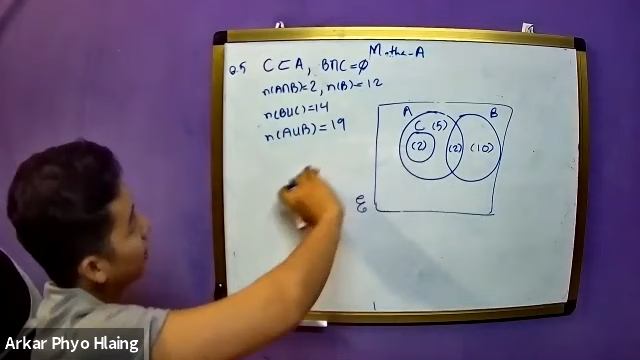 Maths-A
Q.5 C⊂A, B∩C=∅
n(A∩B)=2, n(B)=12
n(B∪C)=14
n(A∪B)=19
A B
C (5)
(2) (2) (10)
ℰ
Arkar Phyo Hlaing